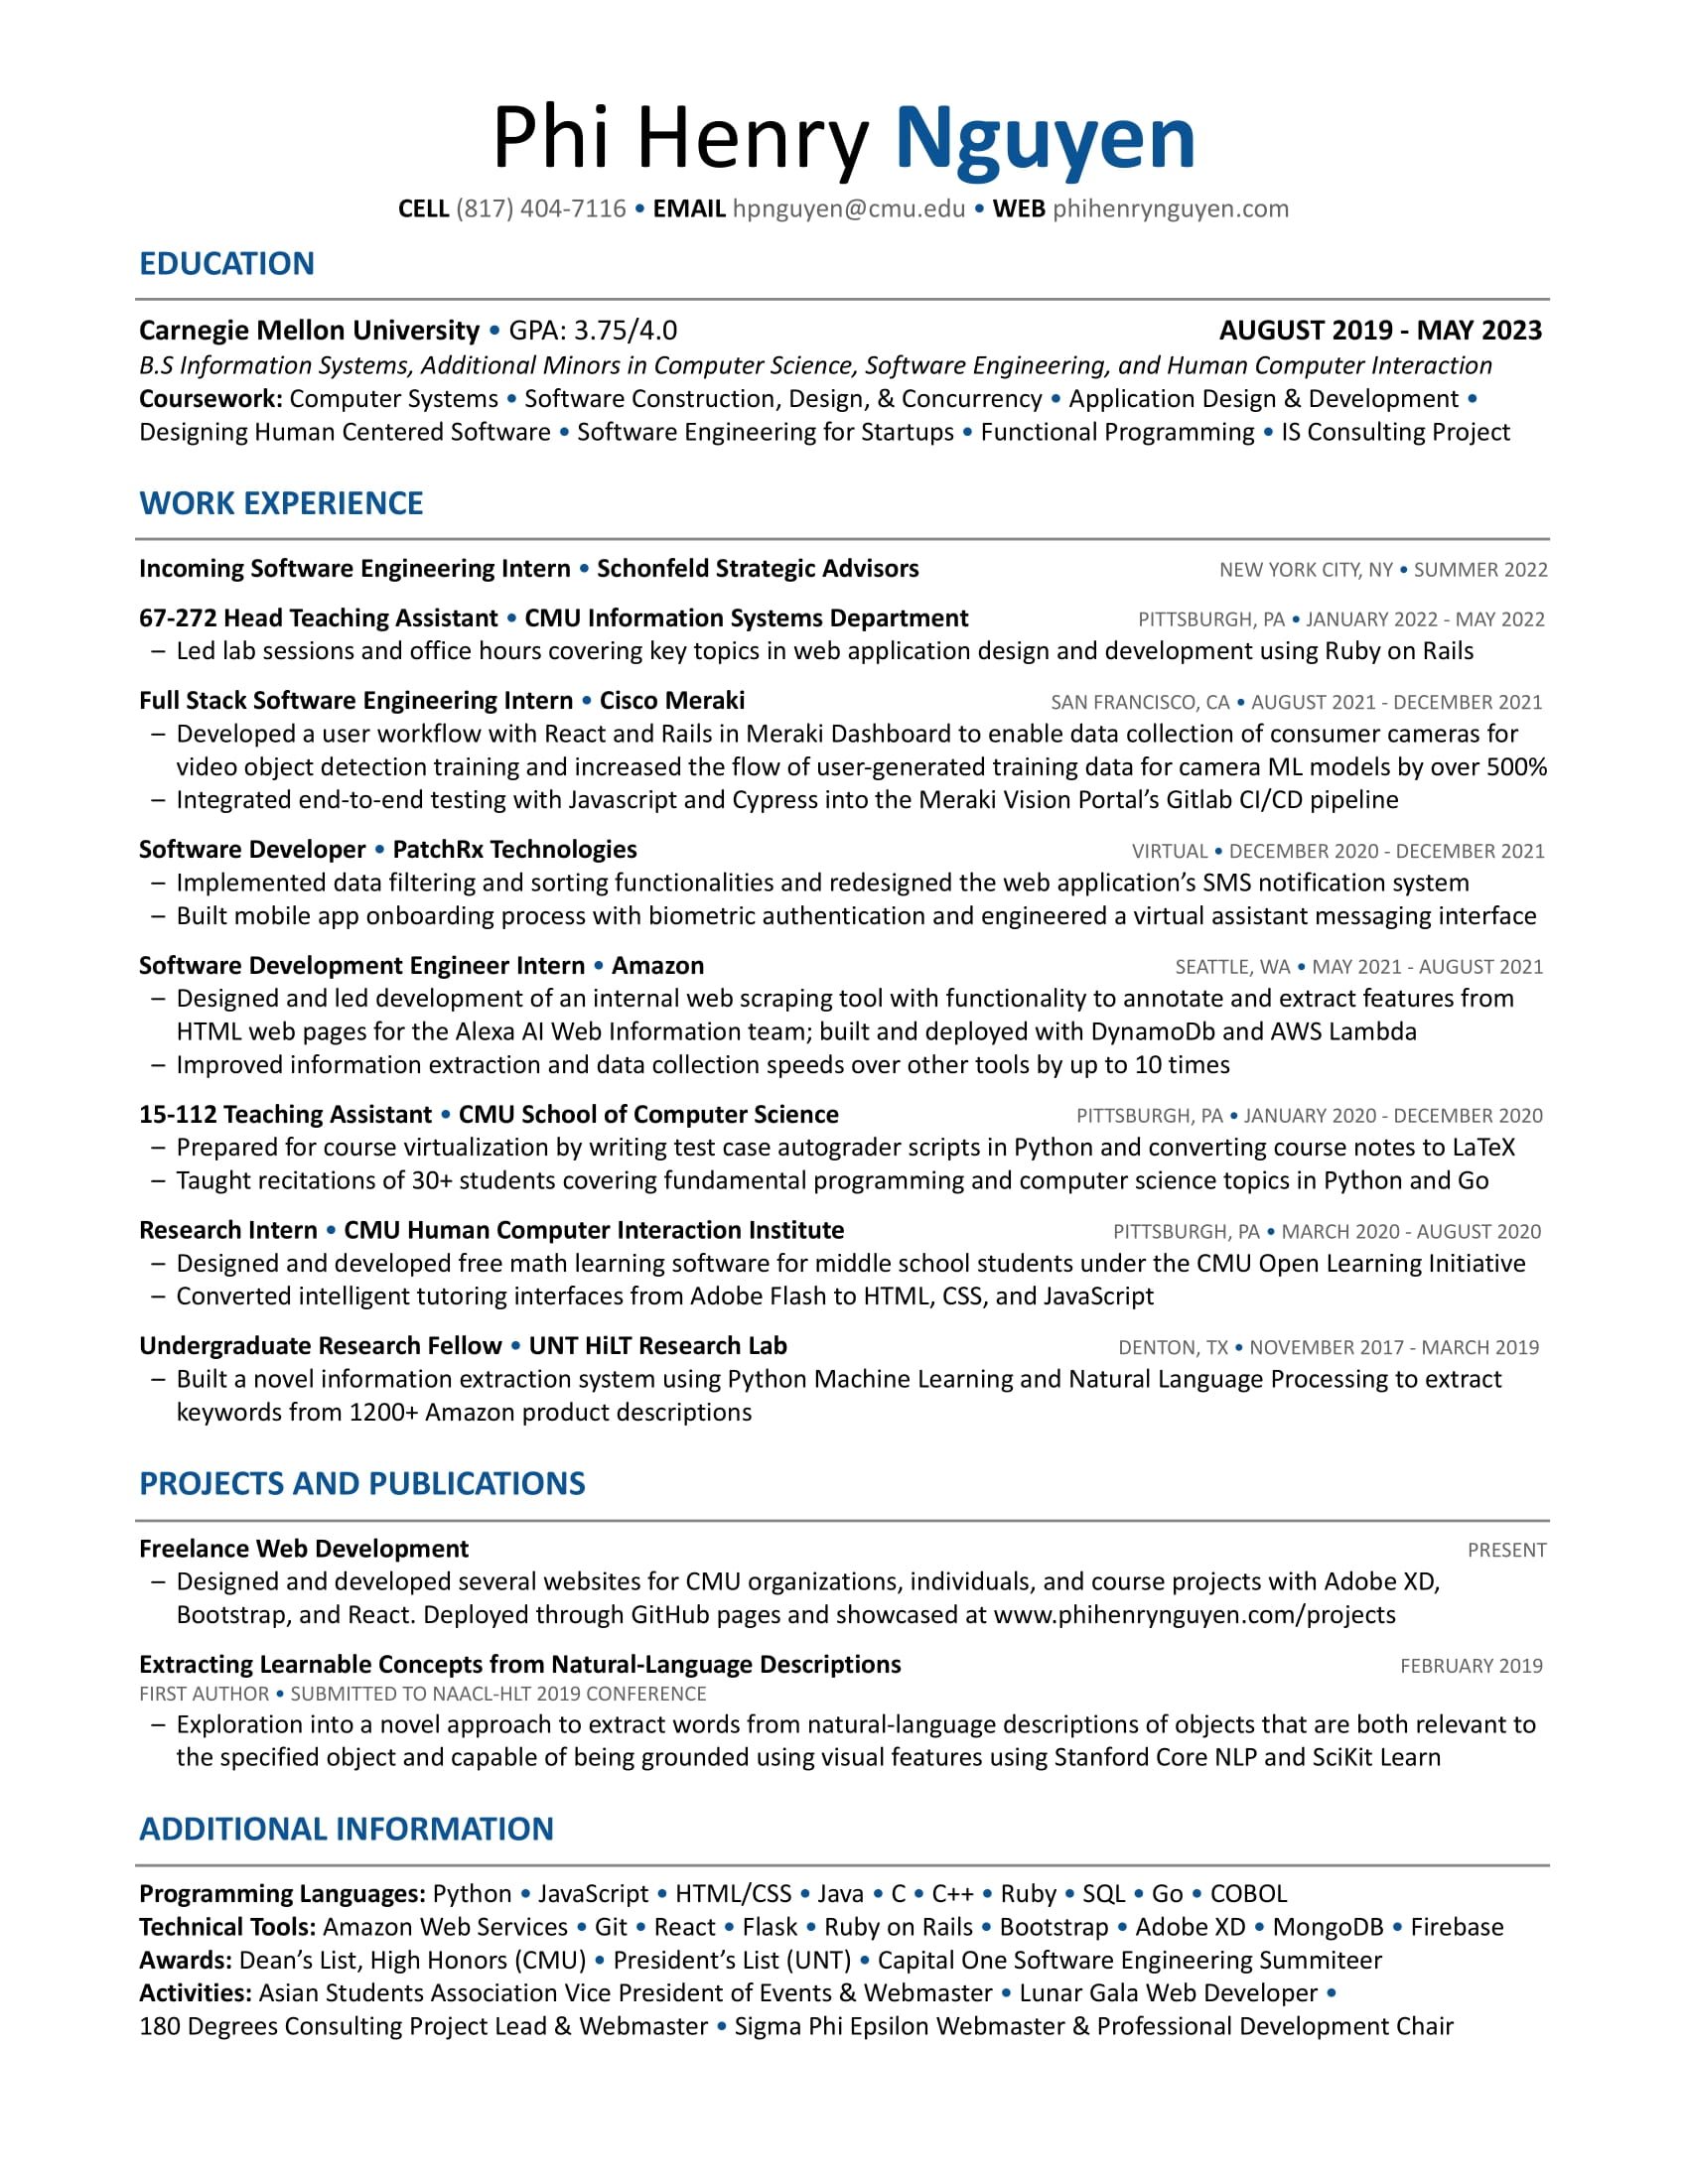 Phi Henry Nguyen
CELL (817) 404-7116 • EMAIL hpnguyen@cmu.edu • WEB phihenrynguyen.com
EDUCATION
Carnegie Mellon University • GPA: 3.75/4.0 AUGUST 2019 - MAY 2023
B.S Information Systems, Additional Minors in Computer Science, Software Engineering, and Human Computer Interaction
Coursework: Computer Systems • Software Construction, Design, & Concurrency • Application Design & Development •
Designing Human Centered Software • Software Engineering for Startups • Functional Programming • IS Consulting Project
WORK EXPERIENCE
Incoming Software Engineering Intern • Schonfeld Strategic Advisors NEW YORK CITY, NY • SUMMER 2022
67-272 Head Teaching Assistant • CMU Information Systems Department PITTSBURGH, PA • JANUARY 2022 - MAY 2022
– Led lab sessions and office hours covering key topics in web application design and development using Ruby on Rails
Full Stack Software Engineering Intern • Cisco Meraki SAN FRANCISCO, CA • AUGUST 2021 - DECEMBER 2021
– Developed a user workflow with React and Rails in Meraki Dashboard to enable data collection of consumer cameras for
video object detection training and increased the flow of user-generated training data for camera ML models by over 500%
– Integrated end-to-end testing with Javascript and Cypress into the Meraki Vision Portal’s Gitlab CI/CD pipeline
Software Developer • PatchRx Technologies VIRTUAL • DECEMBER 2020 - DECEMBER 2021
– Implemented data filtering and sorting functionalities and redesigned the web application’s SMS notification system
– Built mobile app onboarding process with biometric authentication and engineered a virtual assistant messaging interface
Software Development Engineer Intern • Amazon SEATTLE, WA • MAY 2021 - AUGUST 2021
– Designed and led development of an internal web scraping tool with functionality to annotate and extract features from
HTML web pages for the Alexa AI Web Information team; built and deployed with DynamoDb and AWS Lambda
– Improved information extraction and data collection speeds over other tools by up to 10 times
15-112 Teaching Assistant • CMU School of Computer Science PITTSBURGH, PA • JANUARY 2020 - DECEMBER 2020
– Prepared for course virtualization by writing test case autograder scripts in Python and converting course notes to LaTeX
– Taught recitations of 30+ students covering fundamental programming and computer science topics in Python and Go
Research Intern • CMU Human Computer Interaction Institute PITTSBURGH, PA • MARCH 2020 - AUGUST 2020
– Designed and developed free math learning software for middle school students under the CMU Open Learning Initiative
– Converted intelligent tutoring interfaces from Adobe Flash to HTML, CSS, and JavaScript
Undergraduate Research Fellow • UNT HiLT Research Lab DENTON, TX • NOVEMBER 2017 - MARCH 2019
– Built a novel information extraction system using Python Machine Learning and Natural Language Processing to extract
keywords from 1200+ Amazon product descriptions
PROJECTS AND PUBLICATIONS
Freelance Web Development PRESENT
– Designed and developed several websites for CMU organizations, individuals, and course projects with Adobe XD,
Bootstrap, and React. Deployed through GitHub pages and showcased at www.phihenrynguyen.com/projects
Extracting Learnable Concepts from Natural-Language Descriptions FEBRUARY 2019
FIRST AUTHOR • SUBMITTED TO NAACL-HLT 2019 CONFERENCE
– Exploration into a novel approach to extract words from natural-language descriptions of objects that are both relevant to
the specified object and capable of being grounded using visual features using Stanford Core NLP and SciKit Learn
ADDITIONAL INFORMATION
Programming Languages: Python • JavaScript • HTML/CSS • Java • C • C++ • Ruby • SQL • Go • COBOL
Technical Tools: Amazon Web Services • Git • React • Flask • Ruby on Rails • Bootstrap • Adobe XD • MongoDB • Firebase
Awards: Dean’s List, High Honors (CMU) • President’s List (UNT) • Capital One Software Engineering Summiteer
Activities: Asian Students Association Vice President of Events & Webmaster • Lunar Gala Web Developer •
180 Degrees Consulting Project Lead & Webmaster • Sigma Phi Epsilon Webmaster & Professional Development Chair